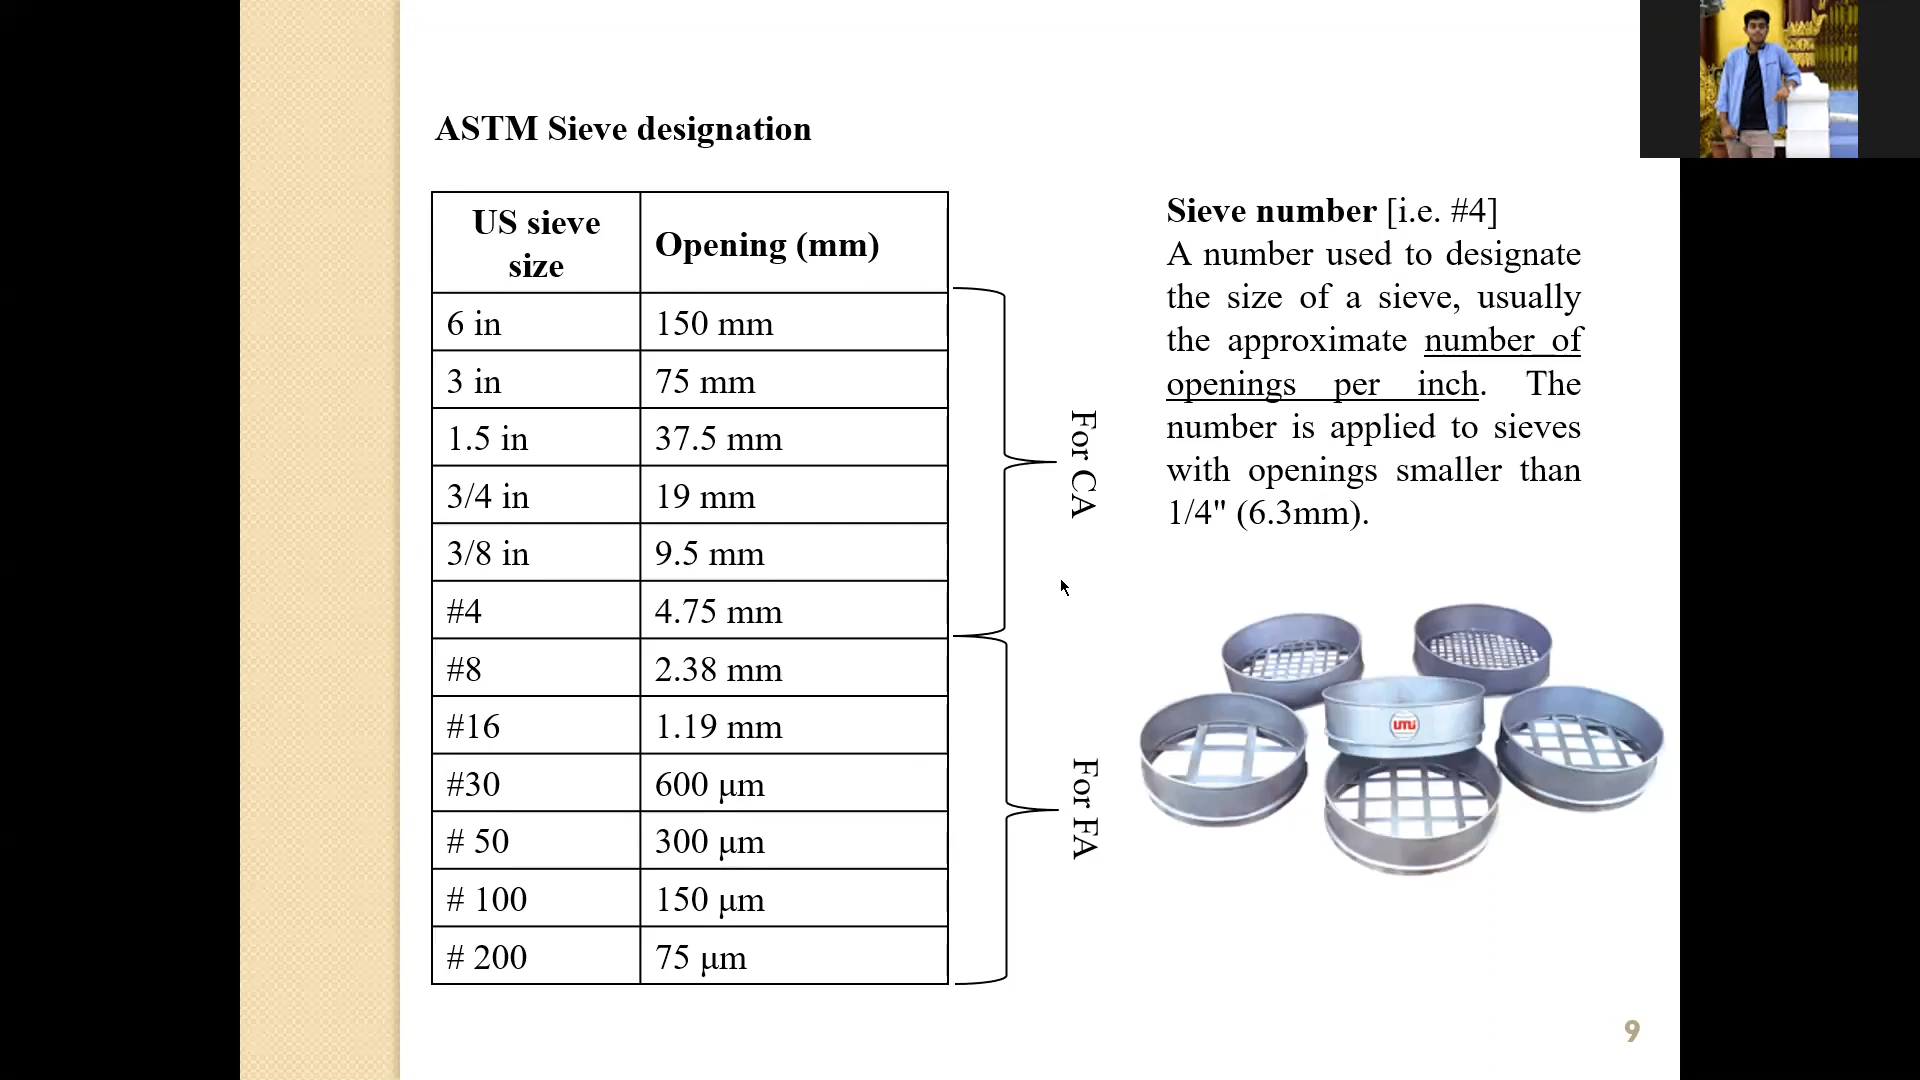 ASTM Sieve designation
US sieve
size
Opening (mm)
6 in
150 mm
3 in
75 mm
1.5 in
37.5 mm
3/4 in
19 mm
3/8 in
9.5 mm
#4
4.75 mm
#8
2.38 mm
#16
1.19 mm
#30
600 μm
# 50
300 μm
# 100
150 μm
# 200
75 μm
For CA
For FA
Sieve number [i.e. #4]
A number used to designate
the size of a sieve, usually
the approximate number of
openings per inch. The
number is applied to sieves
with openings smaller than
1/4" (6.3mm).
9